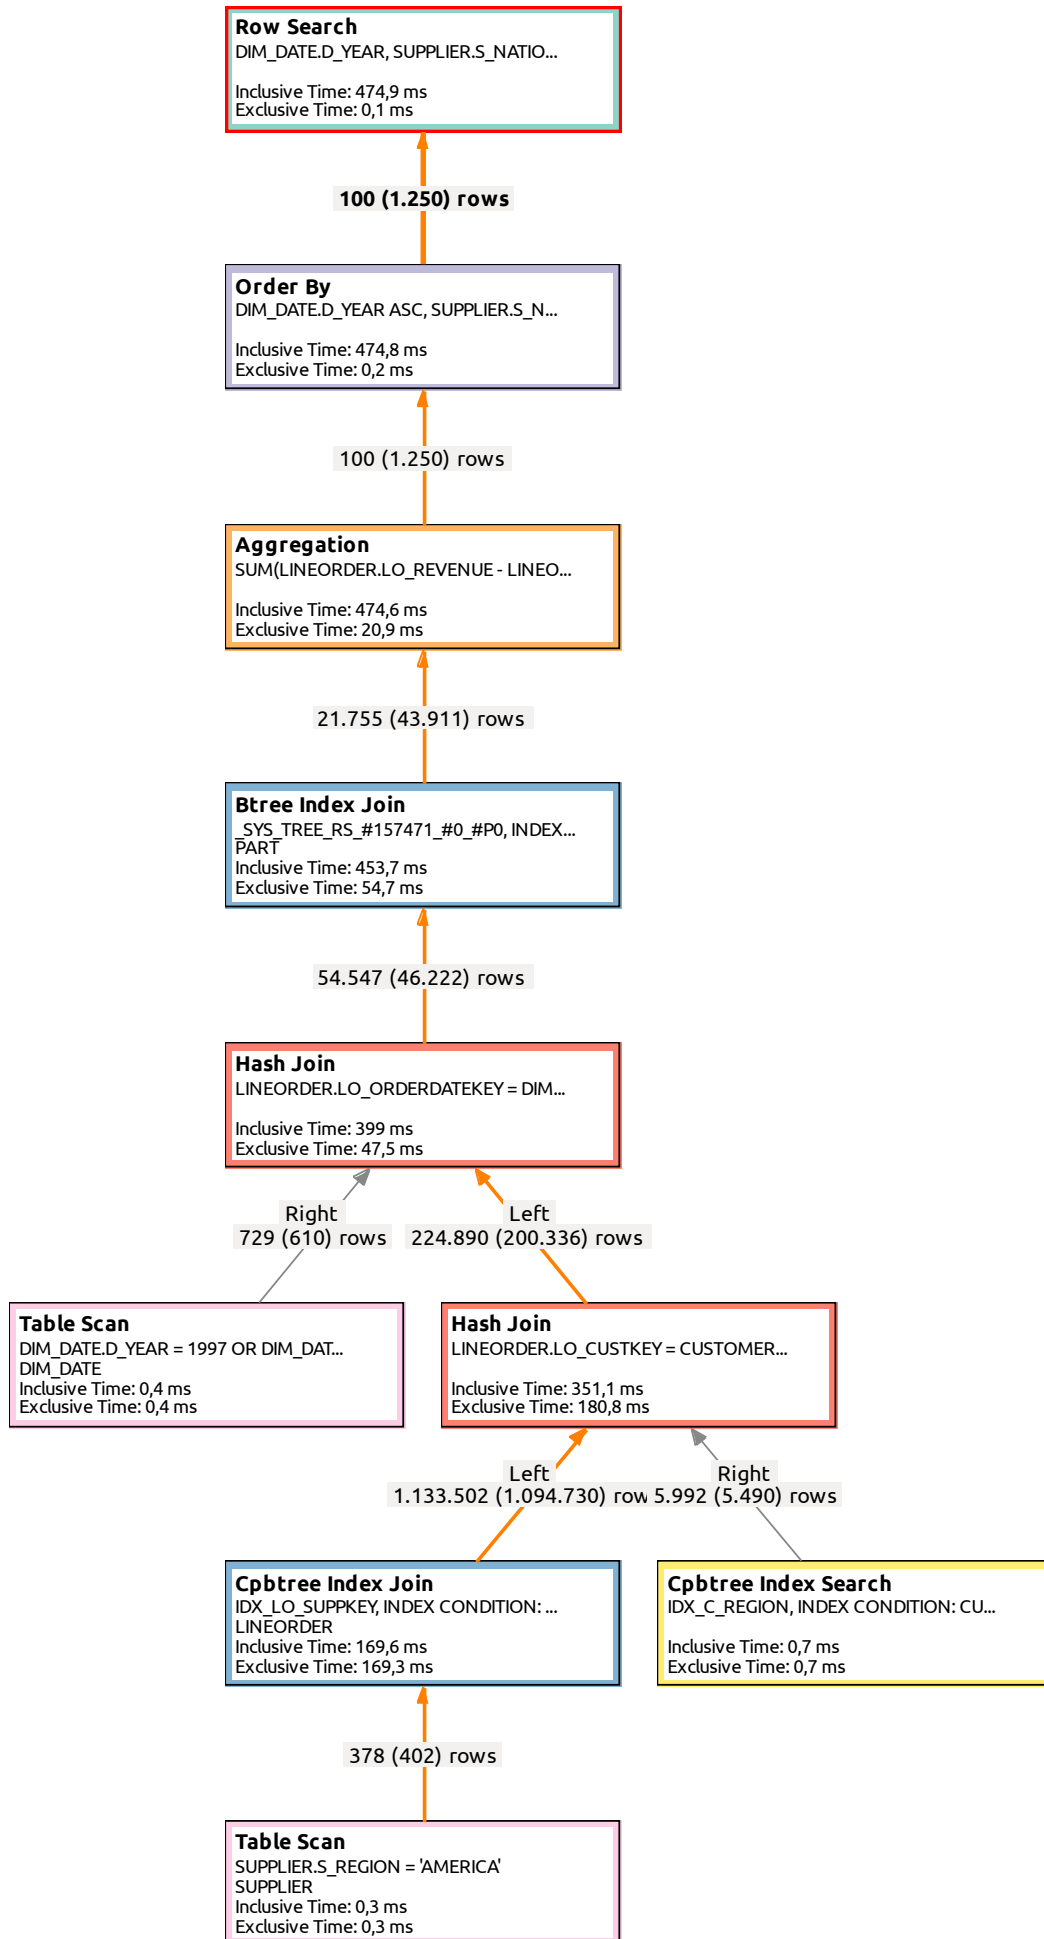 Row Search
DIM_DATE.D_YEAR, SUPPLIER.S_NATIO...
Inclusive Time: 474,9 ms
Exclusive Time: 0,1 ms
100 (1.250) rows
Order By
DIM_DATE.D_YEAR ASC, SUPPLIER.S_N...
Inclusive Time: 474,8 ms
Exclusive Time: 0,2 ms
100 (1.250) rows
Aggregation
SUM(LINEORDER.LO_REVENUE - LINEO...
Inclusive Time: 474,6 ms
Exclusive Time: 20,9 ms
21.755 (43.911) rows
Btree Index Join
_SYS_TREE_RS_#157471_#0_#P0, INDEX...
PART
Inclusive Time: 453,7 ms
Exclusive Time: 54,7 ms
54.547 (46.222) rows
Hash Join
LINEORDER.LO_ORDERDATEKEY = DIM...
Inclusive Time: 399 ms
Exclusive Time: 47,5 ms
Right
729 (610) rows
Left
224.890 (200.336) rows
Table Scan
DIM_DATE.D_YEAR = 1997 OR DIM_DAT...
DIM_DATE
Inclusive Time: 0,4 ms
Exclusive Time: 0,4 ms
Hash Join
LINEORDER.LO_CUSTKEY = CUSTOMER...
Inclusive Time: 351,1 ms
Exclusive Time: 180,8 ms
Left
1.133.502 (1.094.730) row
Right
5.992 (5.490) rows
Cpbtree Index Join
IDX_LO_SUPPKEY, INDEX CONDITION: ...
LINEORDER
Inclusive Time: 169,6 ms
Exclusive Time: 169,3 ms
Cpbtree Index Search
IDX_C_REGION, INDEX CONDITION: CU...
Inclusive Time: 0,7 ms
Exclusive Time: 0,7 ms
378 (402) rows
Table Scan
SUPPLIER.S_REGION = 'AMERICA'
SUPPLIER
Inclusive Time: 0,3 ms
Exclusive Time: 0,3 ms